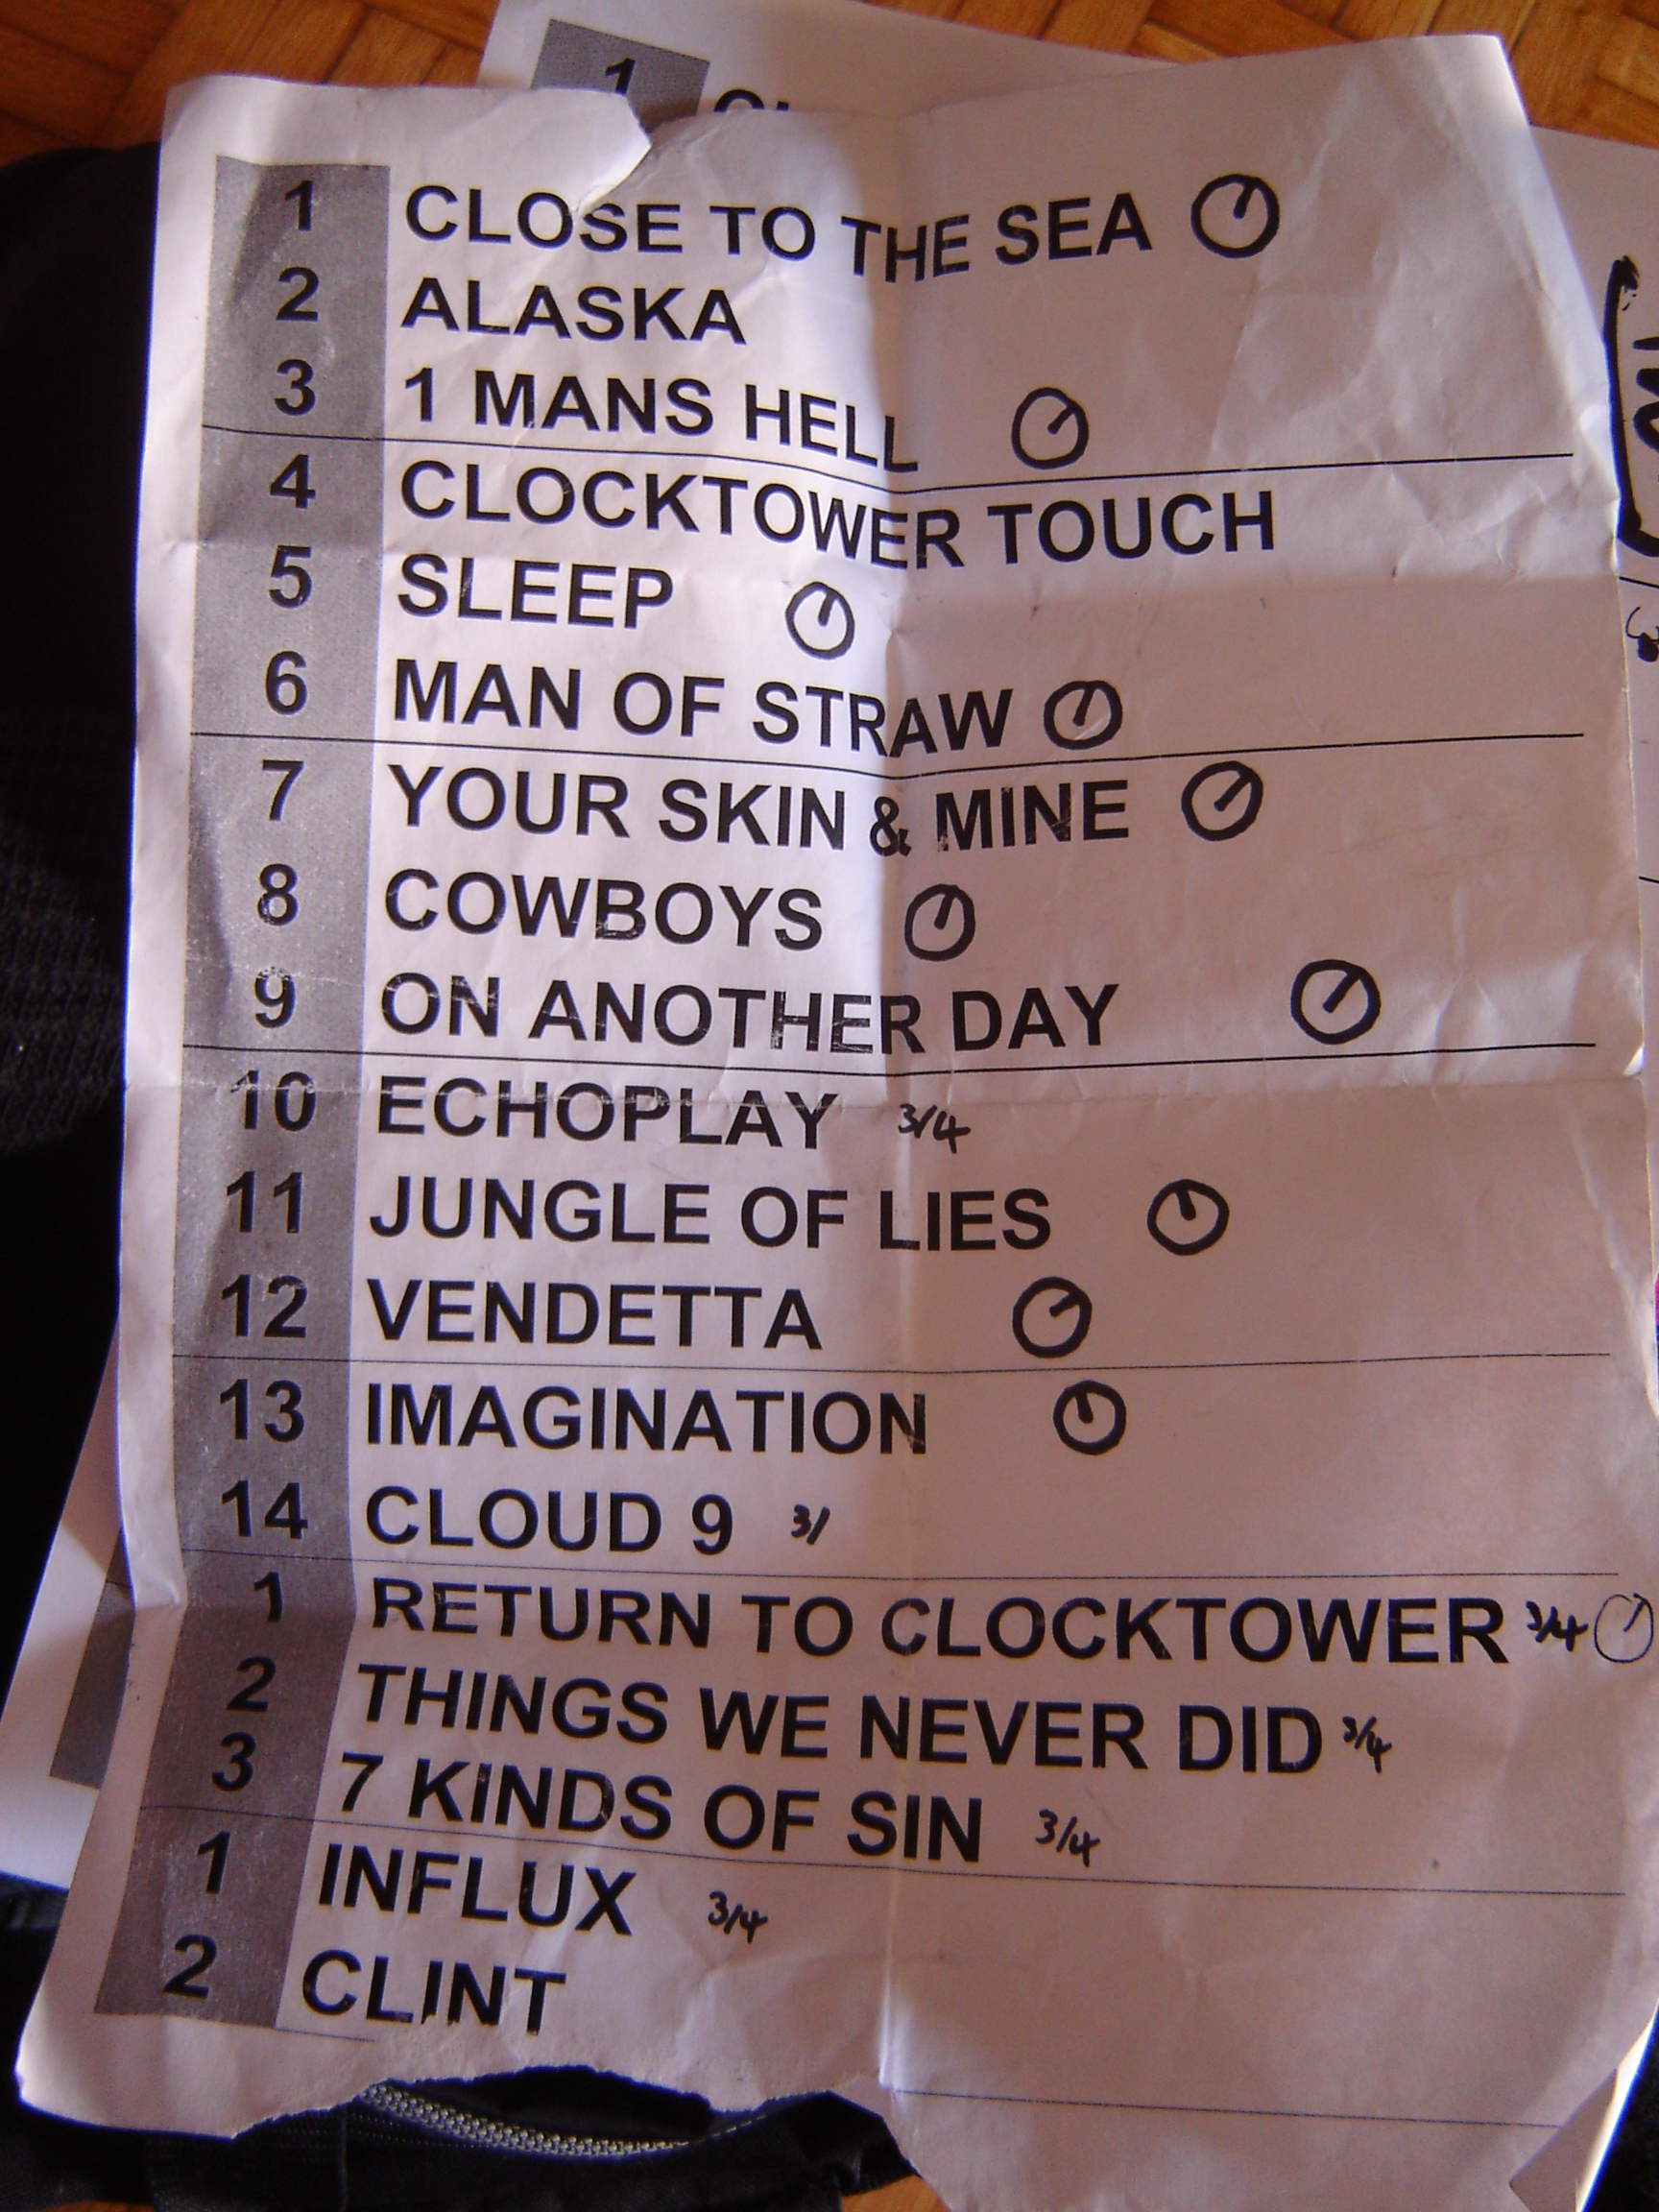 1
1 CLOSE TO THE SEA
2 ALASKA
3 1 MANS HELL
4 CLOCKTOWER TOUCH
5 SLEEP
6 MAN OF STRAW
7 YOUR SKIN & MINE
8 COWBOYS
9 ON ANOTHER DAY
10 ECHOPLAY 3/4
11 JUNGLE OF LIES
12 VENDETTA
13 IMAGINATION
14 CLOUD 9 3/
1 RETURN TO CLOCKTOWER 3/4
2 THINGS WE NEVER DID 3/4
3 7 KINDS OF SIN 3/4
1 INFLUX 3/4
2 CLINT